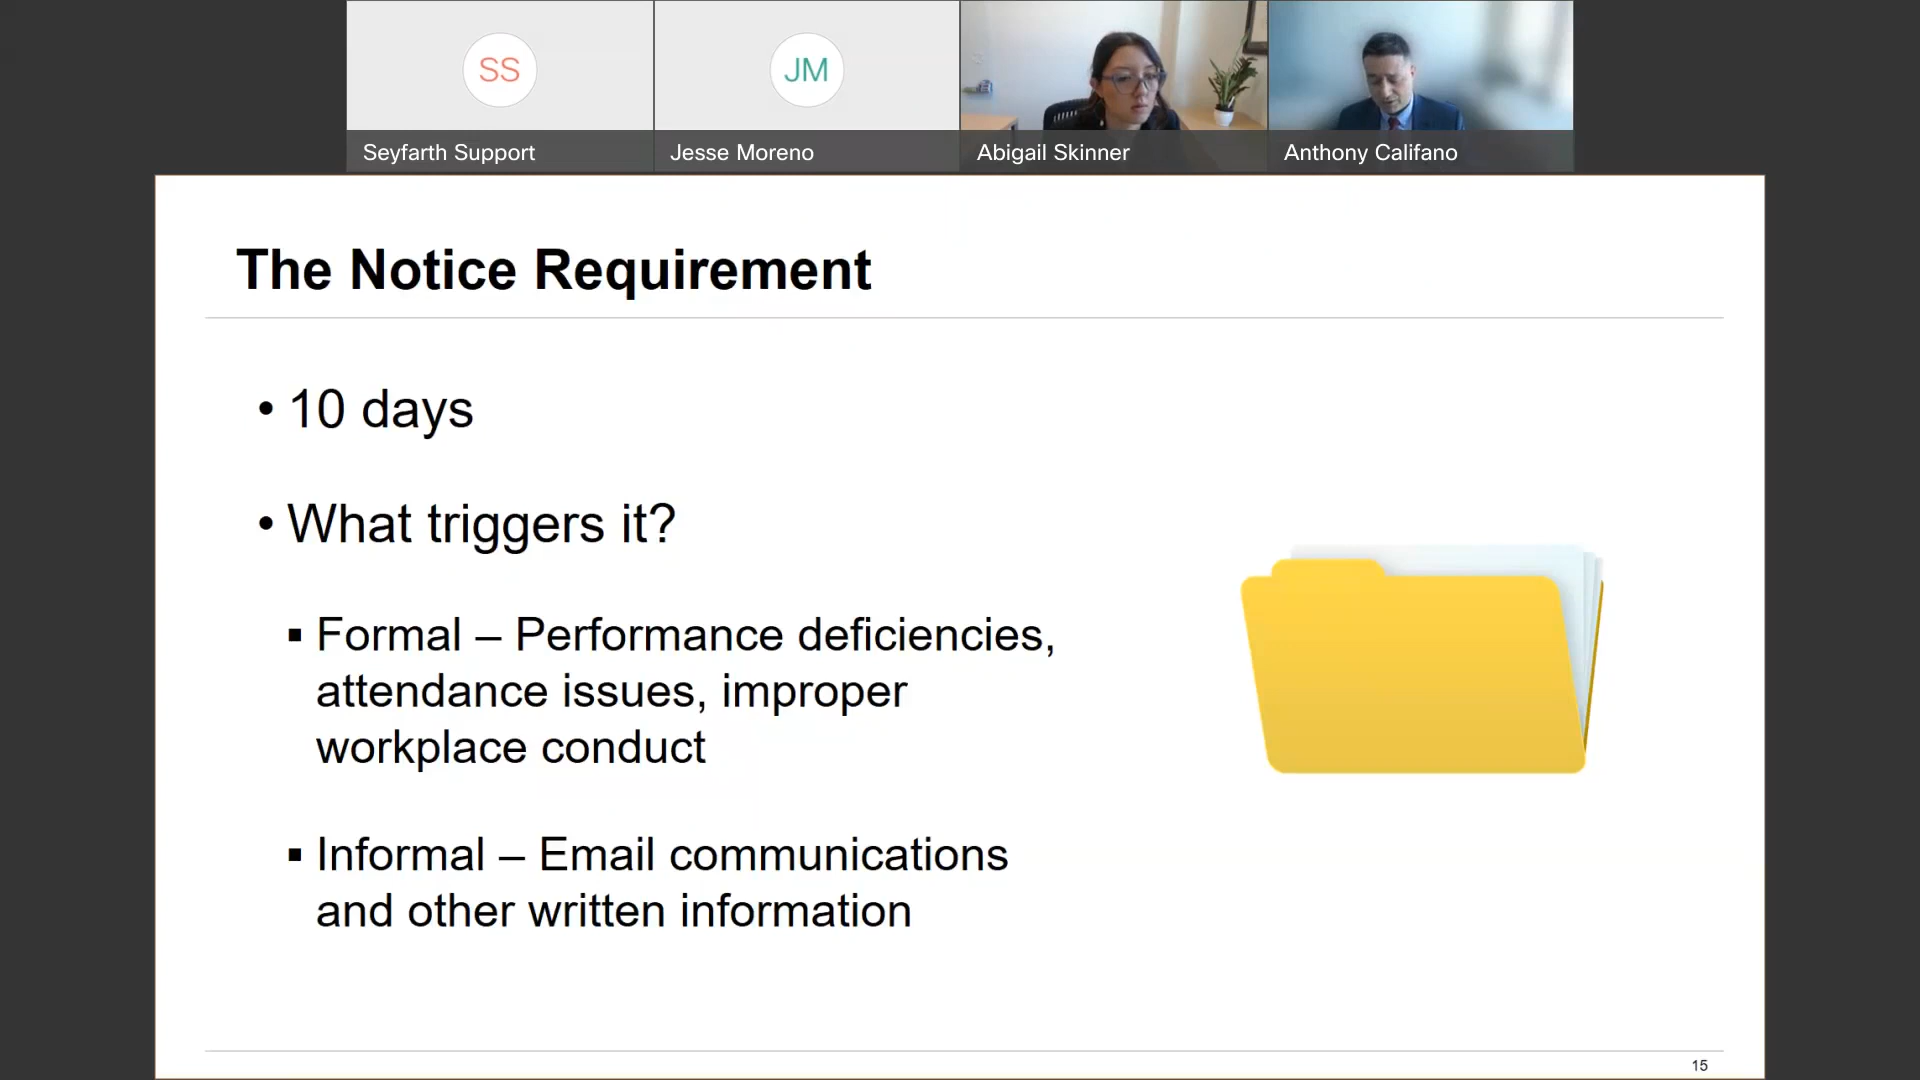 SS
JM
Seyfarth Support
Jesse Moreno
Abigail Skinner
Anthony Califano
The Notice Requirement
• 10 days
• What triggers it?
▪ Formal – Performance deficiencies,
attendance issues, improper
workplace conduct
▪ Informal – Email communications
and other written information
15